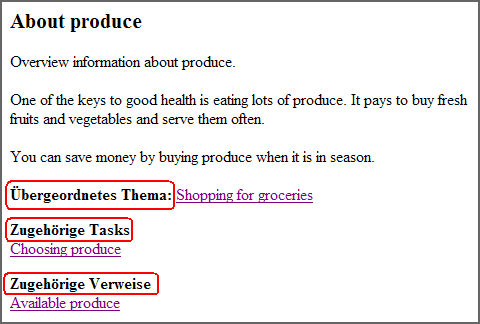 About produce
Overview information about produce.
One of the keys to good health is eating lots of produce. It pays to buy fresh
fruits and vegetables and serve them often.
You can save money by buying produce when it is in season.
Übergeordnetes Thema: Shopping for groceries
Zugehörige Tasks
Choosing produce
Zugehörige Verweise
Available produce